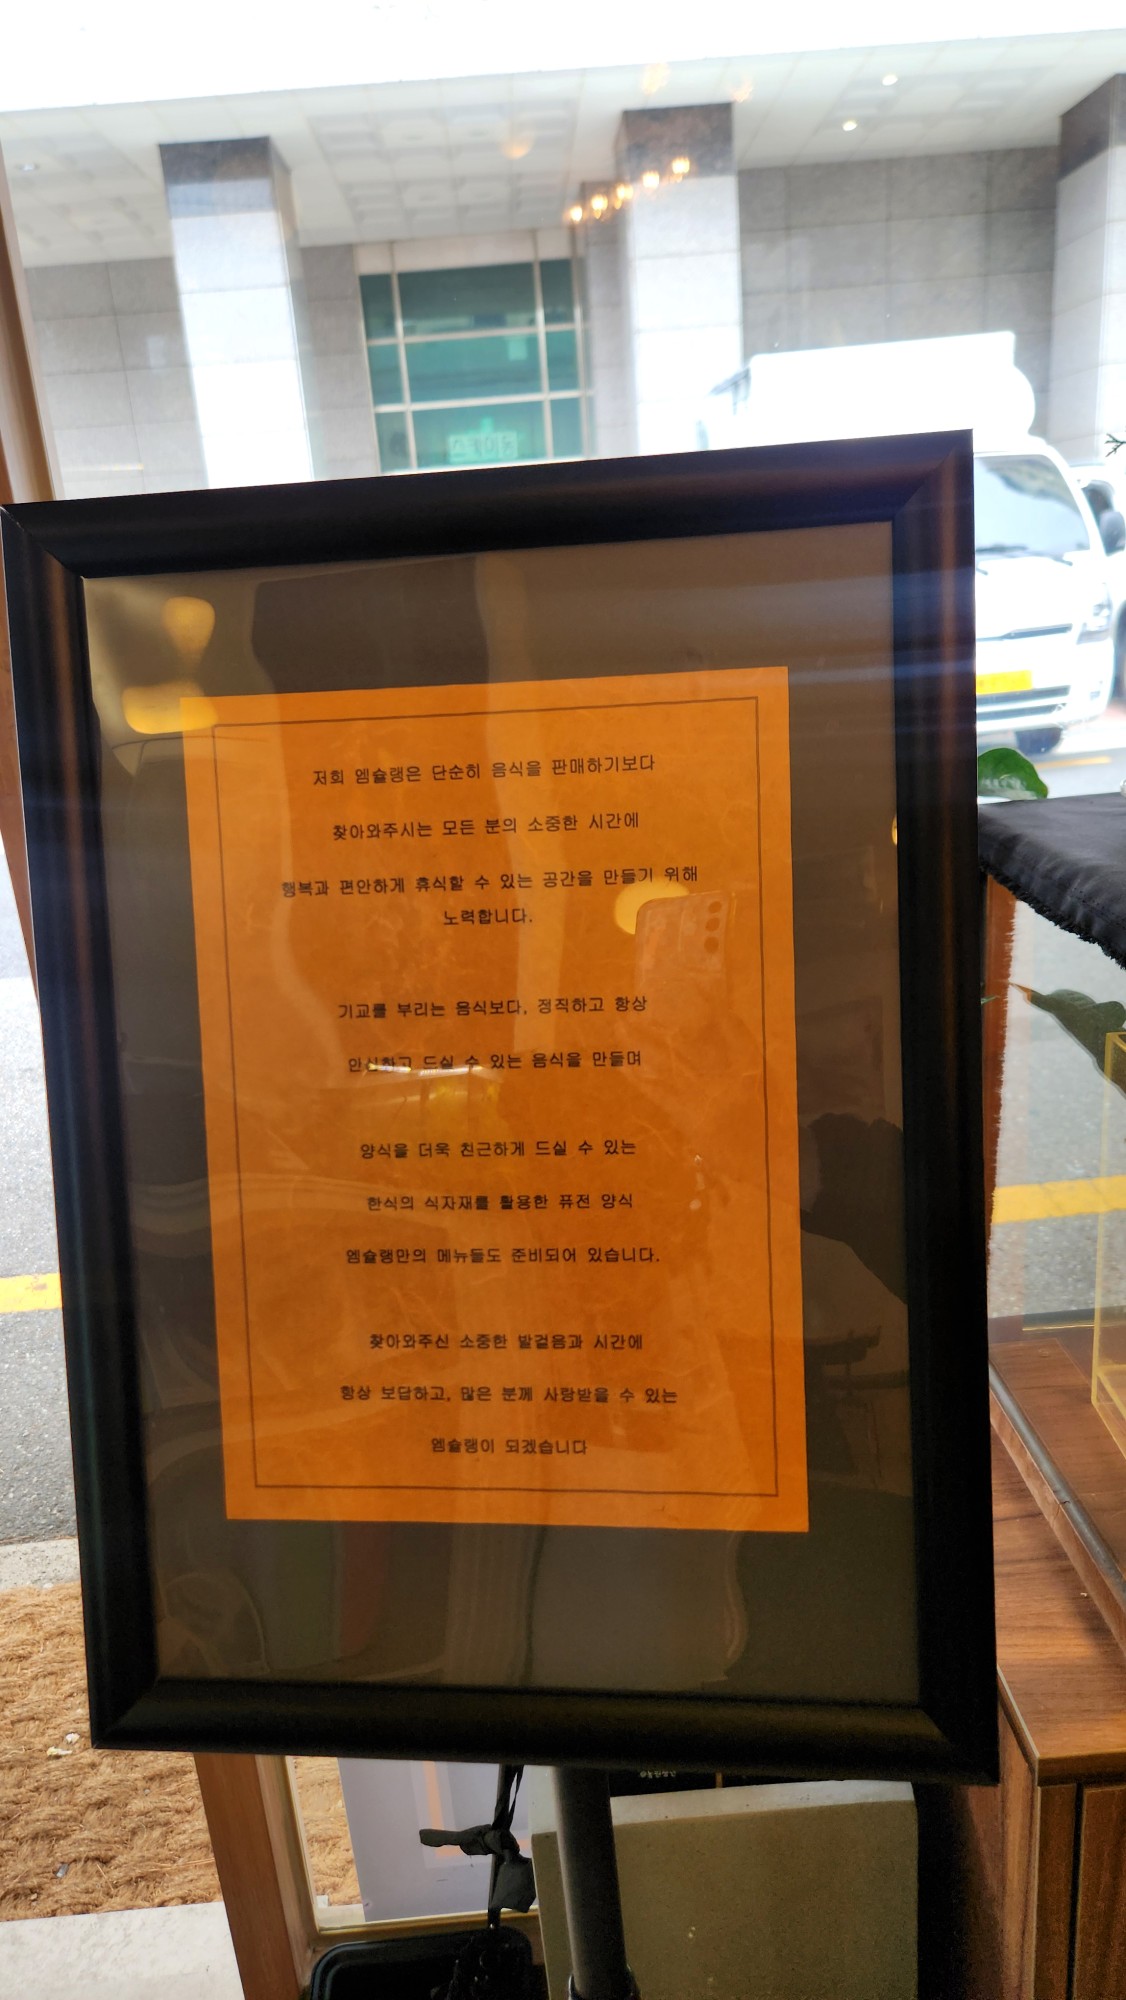 저희 엠슐랭은 단순히 음식을 판매하기보다
찾아와주시는 모든 분의 소중한 시간에
행복과 편안하게 휴식할 수 있는 공간을 만들기 위해
노력합니다.
기교를 부리는 음식보다, 정직하고 항상
안심하고 드실 수 있는 음식을 만들며
양식을 더욱 친근하게 드실 수 있는
한식의 식자재를 활용한 퓨전 양식
엠슐랭만의 메뉴들도 준비되어 있습니다.
찾아와주신 소중한 발걸음과 시간에
항상 보답하고, 많은 분께 사랑받을 수 있는
엠슐랭이 되겠습니다